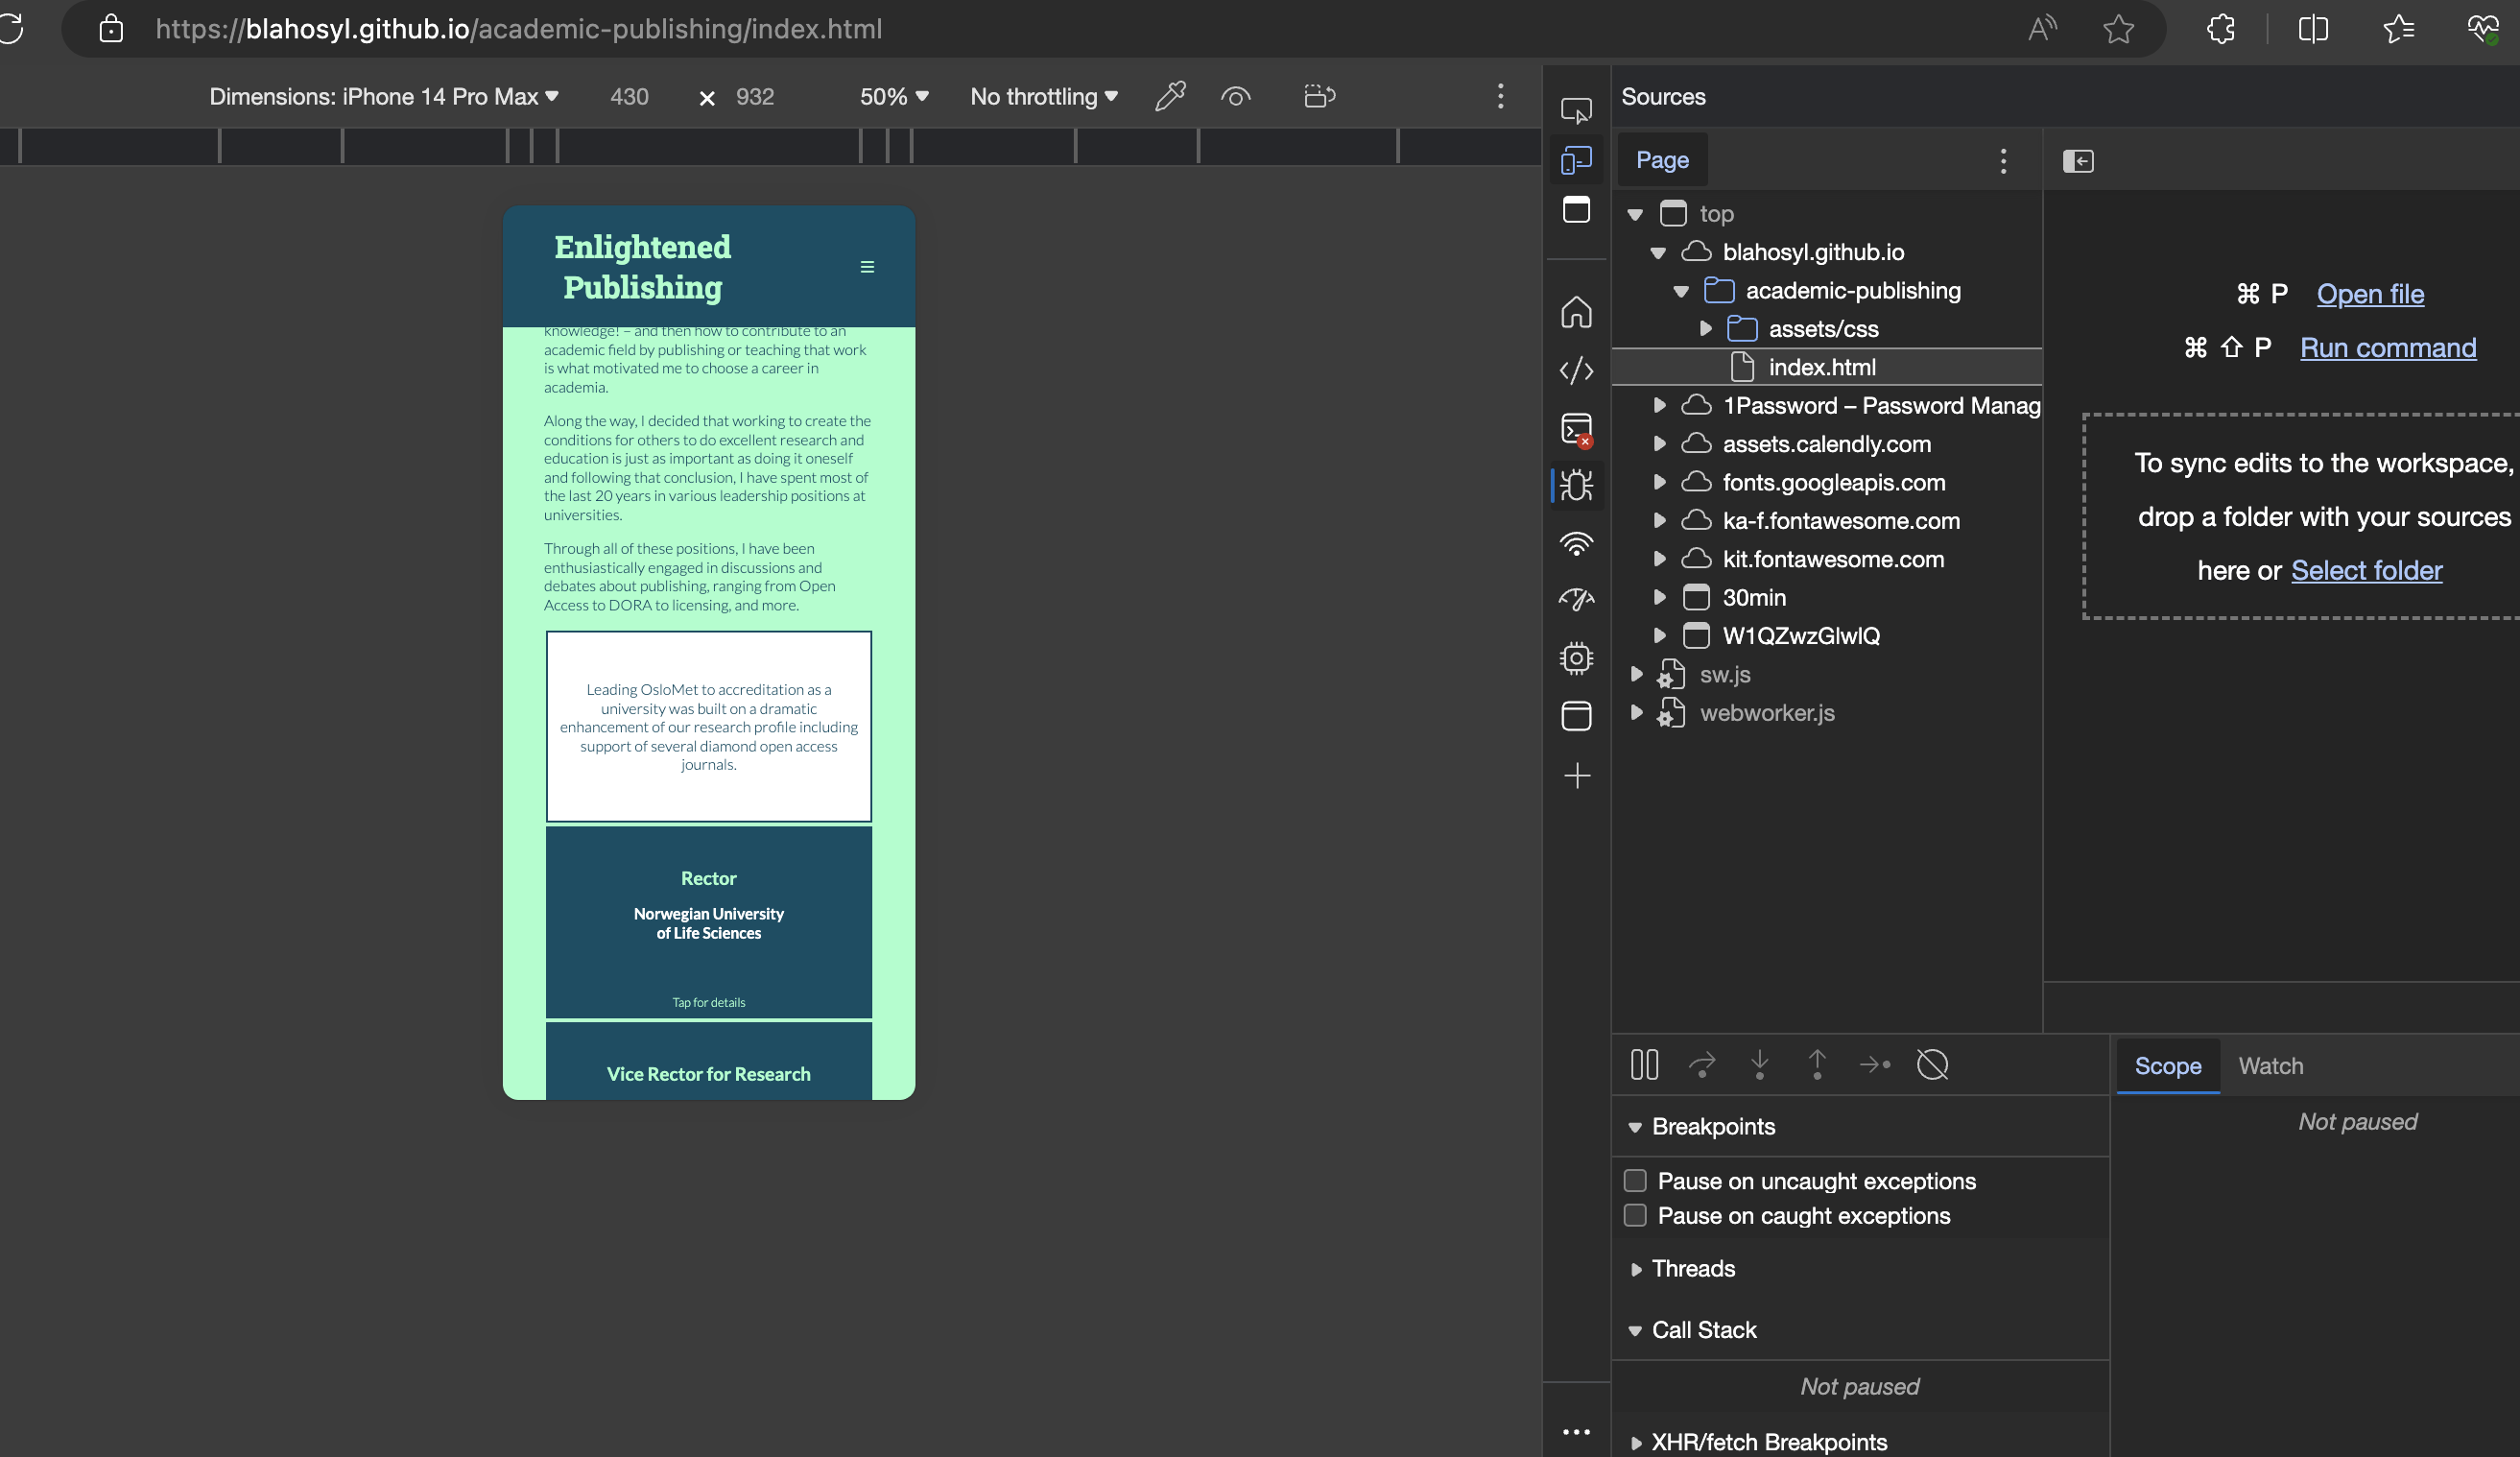 https://blahosyl.github.io/academic-publishing/index.html
Dimensions: iPhone 14 Pro Max
430 × 932
50%
No throttling
Enlightened
Publishing
knowledge! – and then how to contribute to an
academic field by publishing or teaching that work
is what motivated me to choose a career in
academia.
Along the way, I decided that working to create the
conditions for others to do excellent research and
education is just as important as doing it oneself
and following that conclusion, I have spent most of
the last 20 years in various leadership positions at
universities.
Through all of these positions, I have been
enthusiastically engaged in discussions and
debates about publishing, ranging from Open
Access to DORA to licensing, and more.
Leading OsloMet to accreditation as a
university was built on a dramatic
enhancement of our research profile including
support of several diamond open access
journals.
Rector
Norwegian University
of Life Sciences
Tap for details
Vice Rector for Research
Sources
Page
top
blahosyl.github.io
academic-publishing
assets/css
index.html
1Password – Password Manag
assets.calendly.com
fonts.googleapis.com
ka-f.fontawesome.com
kit.fontawesome.com
30min
W1QZwzGlwIQ
sw.js
webworker.js
⌘ P Open file
⌘ ⇧ P Run command
To sync edits to the workspace,
drop a folder with your sources
here or Select folder
Breakpoints
Pause on uncaught exceptions
Pause on caught exceptions
Threads
Call Stack
Not paused
XHR/fetch Breakpoints
Scope
Watch
Not paused